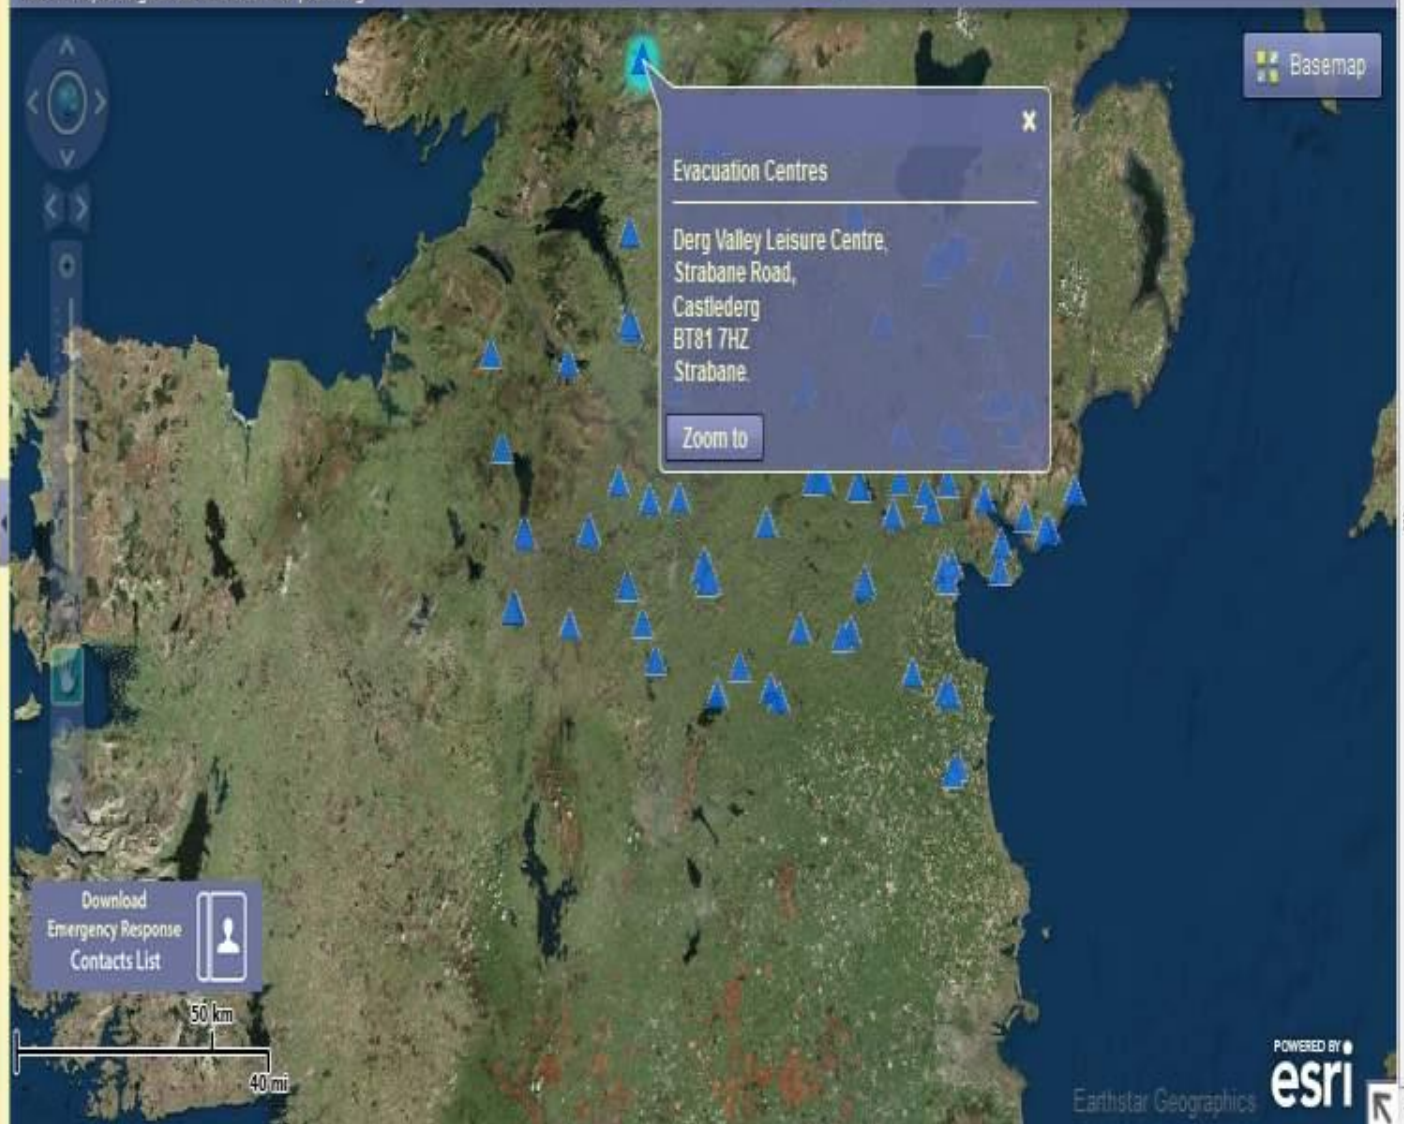 Basemap
x
Evacuation Centres
Derg Valley Leisure Centre,
Strabane Road,
Castlederg
BT81 7HZ
Strabane.
Zoom to
Download
Emergency Response
Contacts List
50 km
40 mi
POWERED BY
esri
Earthstar Geographics